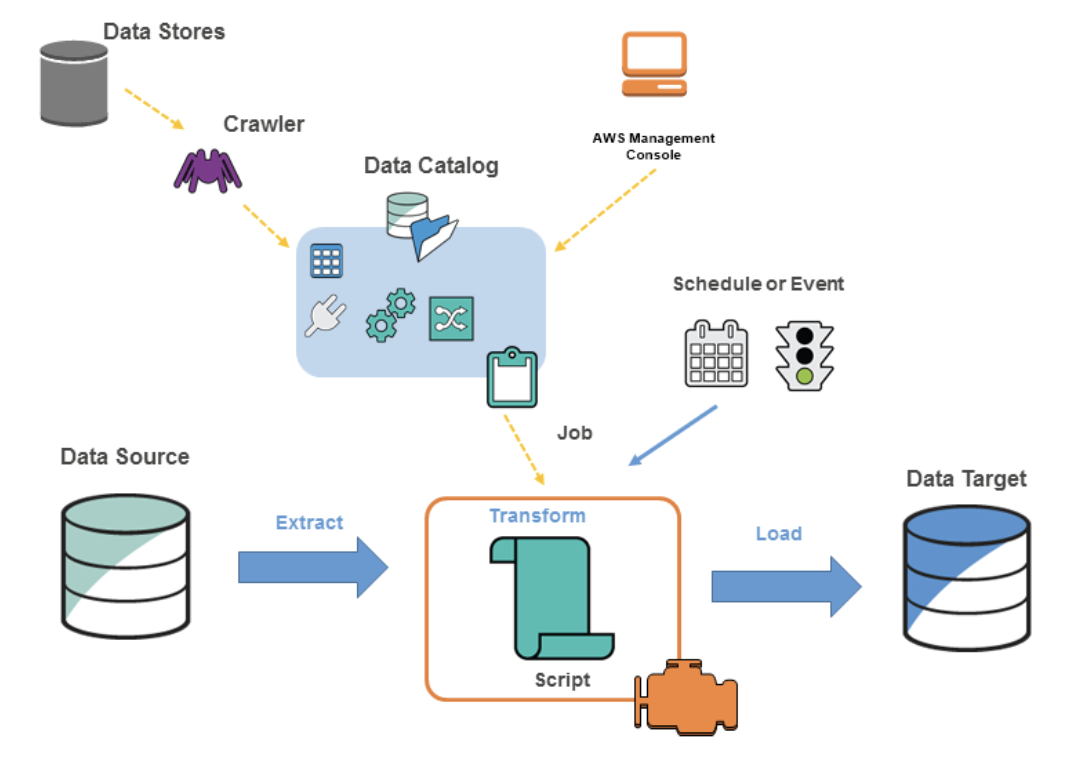 Data Stores
Crawler
AWS Management
Console
Data Catalog
Schedule or Event
Job
Data Source
Data Target
Extract
Transform
Load
Script